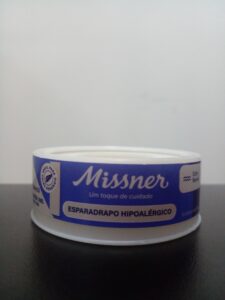 Missner
Um toque de cuidado
ESPARADRAPO HIPOALÉRGICO